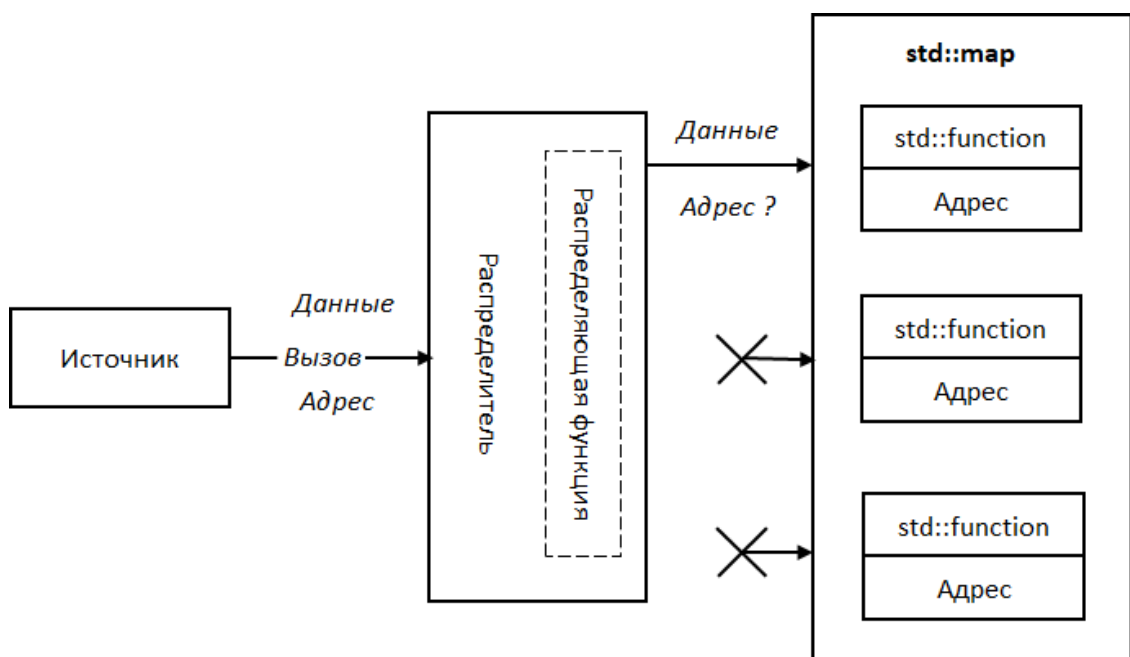 Источник
Данные
Вызов
Адрес
Распределитель
Распределяющая функция
Данные
Адрес ?
std::map
std::function
Адрес
std::function
Адрес
std::function
Адрес